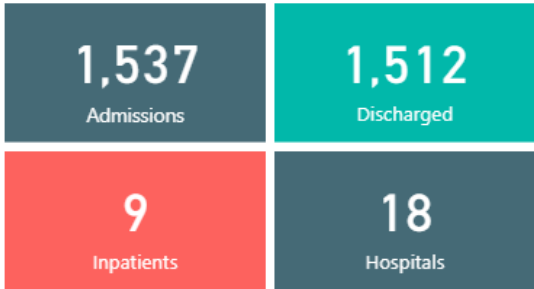 1,537
Admissions
1,512
Discharged
9
Inpatients
18
Hospitals